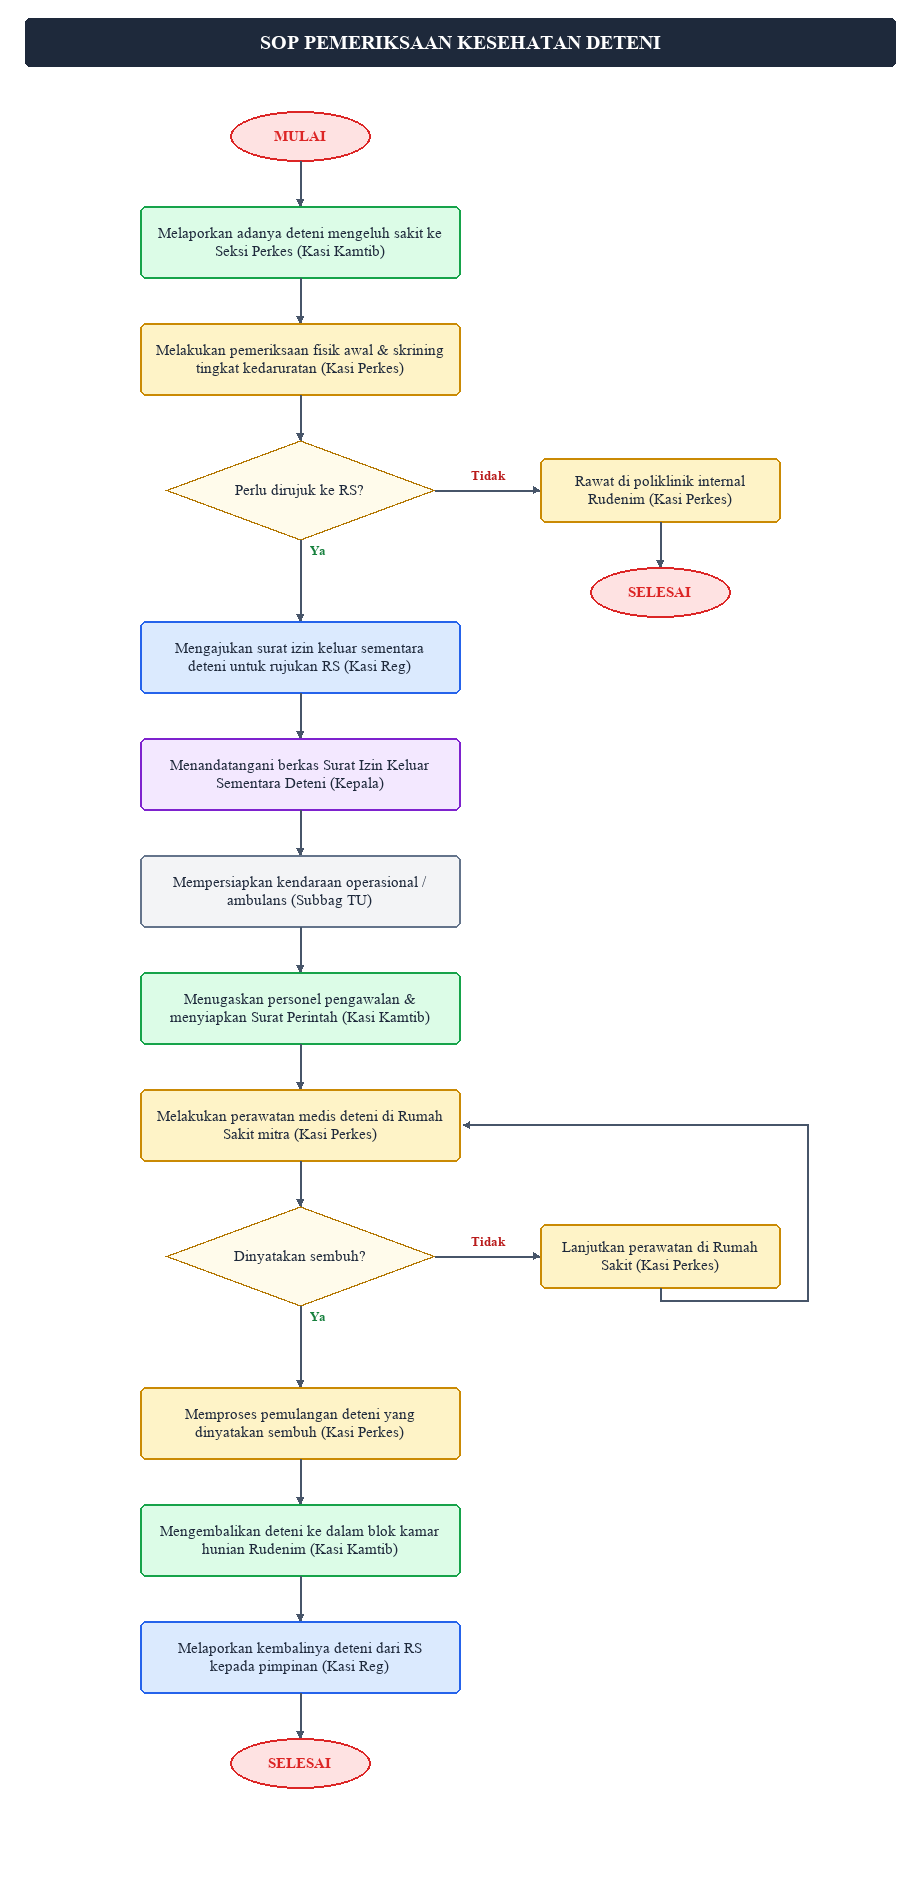 SOP PEMERIKSAAN KESEHATAN DETENI
MULAI
Melaporkan adanya deteni mengeluh sakit ke
Seksi Perkes (Kasi Kamtib)
Melakukan pemeriksaan fisik awal & skrining
tingkat kedaruratan (Kasi Perkes)
Perlu dirujuk ke RS?
Tidak
Rawat di poliklinik internal
Rudenim (Kasi Perkes)
Ya
SELESAI
Mengajukan surat izin keluar sementara
deteni untuk rujukan RS (Kasi Reg)
Menandatangani berkas Surat Izin Keluar
Sementara Deteni (Kepala)
Mempersiapkan kendaraan operasional /
ambulans (Subbag TU)
Menugaskan personel pengawalan &
menyiapkan Surat Perintah (Kasi Kamtib)
Melakukan perawatan medis deteni di Rumah
Sakit mitra (Kasi Perkes)
Dinyatakan sembuh?
Tidak
Lanjutkan perawatan di Rumah
Sakit (Kasi Perkes)
Ya
Memproses pemulangan deteni yang
dinyatakan sembuh (Kasi Perkes)
Mengembalikan deteni ke dalam blok kamar
hunian Rudenim (Kasi Kamtib)
Melaporkan kembalinya deteni dari RS
kepada pimpinan (Kasi Reg)
SELESAI